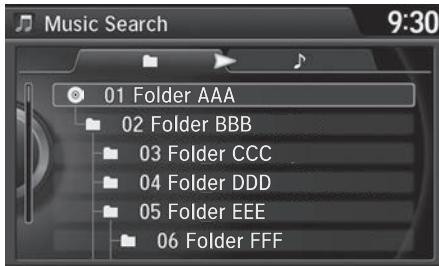 Music Search
9:30
01 Folder AAA
02 Folder BBB
03 Folder CCC
04 Folder DDD
05 Folder EEE
06 Folder FFF